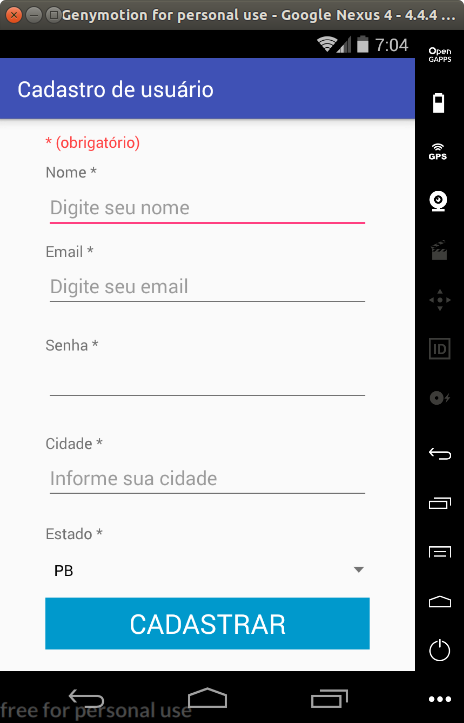 Genymotion for personal use - Google Nexus 4 - 4.4.4 ...
7:04
Open
GAPPS
Cadastro de usuário
GPS
* (obrigatório)
Nome *
Digite seu nome
Email *
Digite seu email
ID
Senha *
Cidade *
Informe sua cidade
Estado *
PB
CADASTRAR
free for personal use